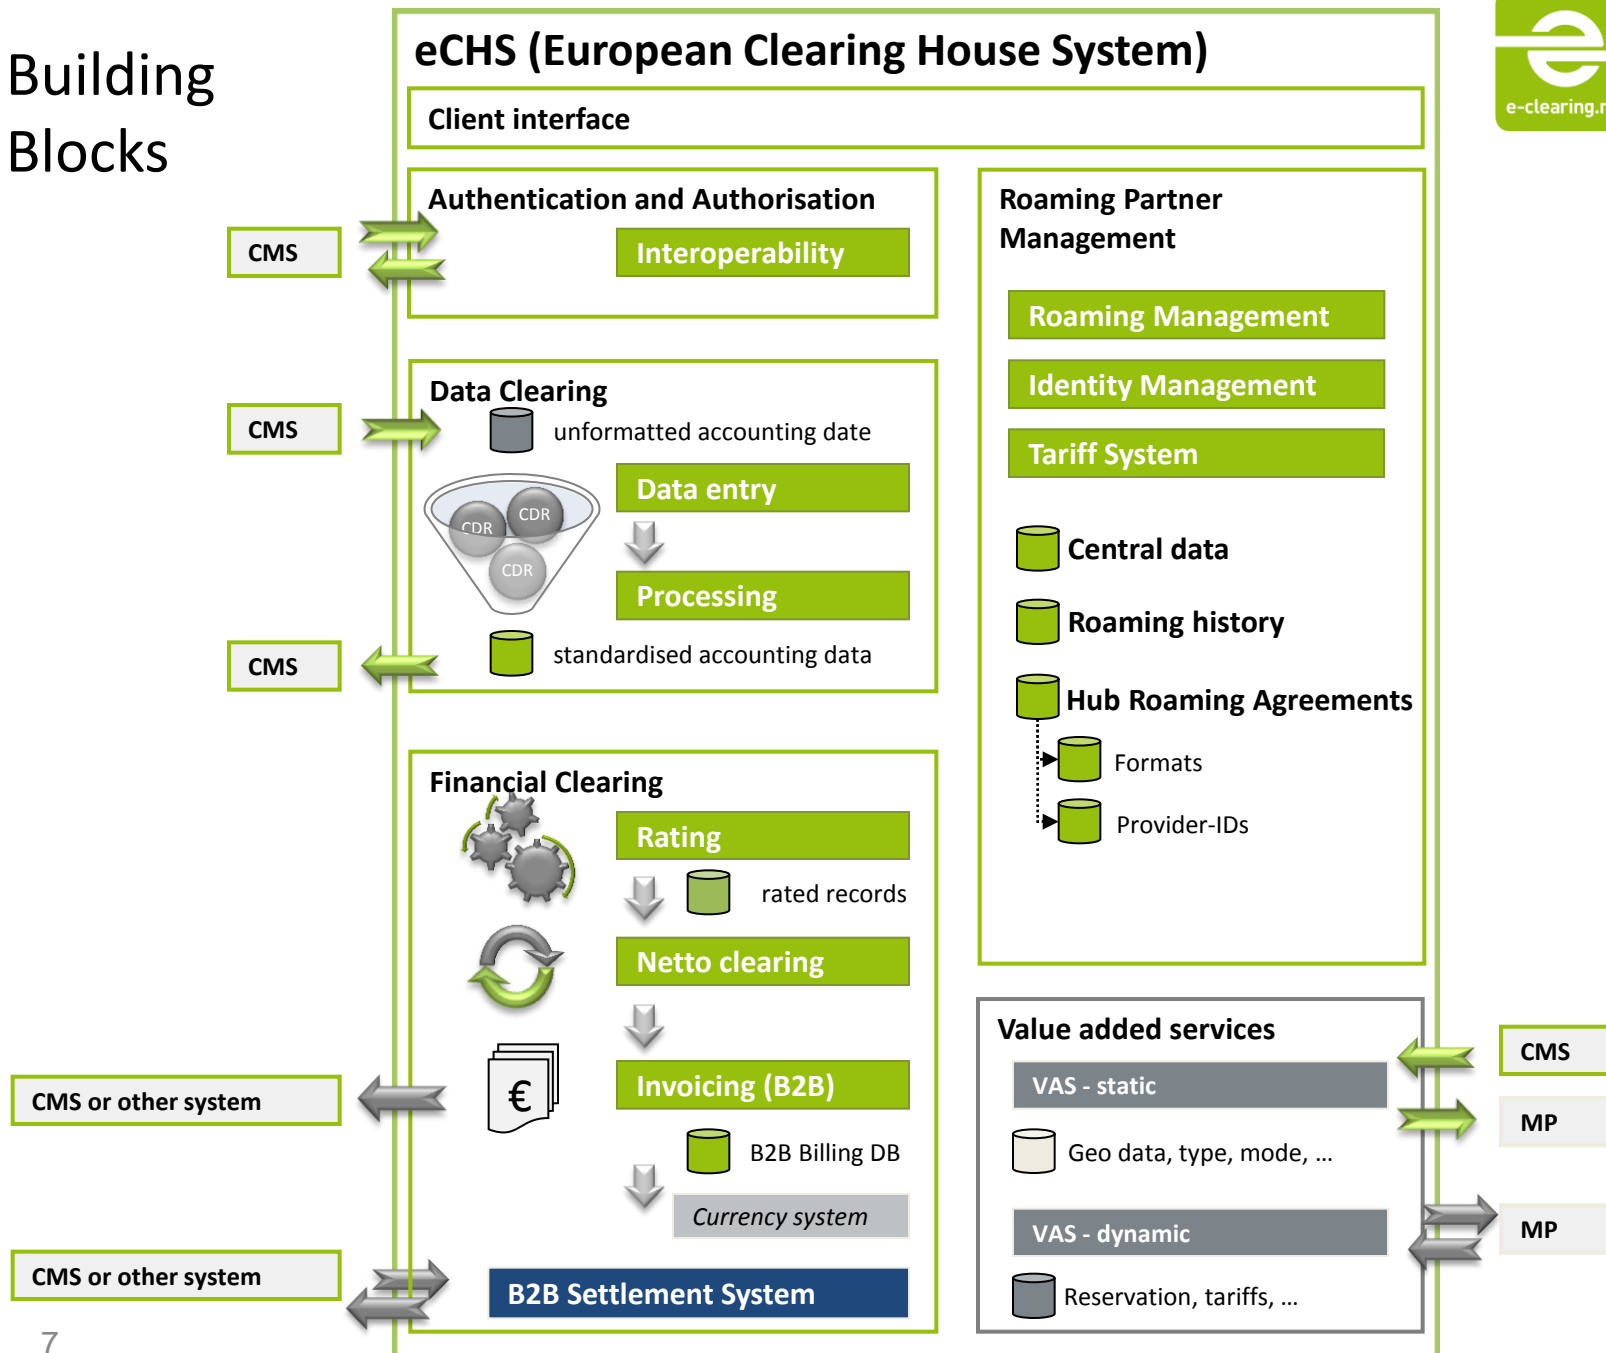 Building
Blocks
eCHS (European Clearing House System)
e-clearing.n
Client interface
Authentication and Authorisation
CMS
Interoperability
Data Clearing
CMS
unformatted accounting date
Data entry
CDR
CDR
CDR
Processing
CMS
standardised accounting data
Financial Clearing
Rating
rated records
Netto clearing
€
Invoicing (B2B)
CMS or other system
B2B Billing DB
Currency system
CMS or other system
B2B Settlement System
Roaming Partner
Management
Roaming Management
Identity Management
Tariff System
Central data
Roaming history
Hub Roaming Agreements
Formats
Provider-IDs
Value added services
CMS
VAS - static
MP
Geo data, type, mode, ...
VAS - dynamic
MP
Reservation, tariffs, ...
7